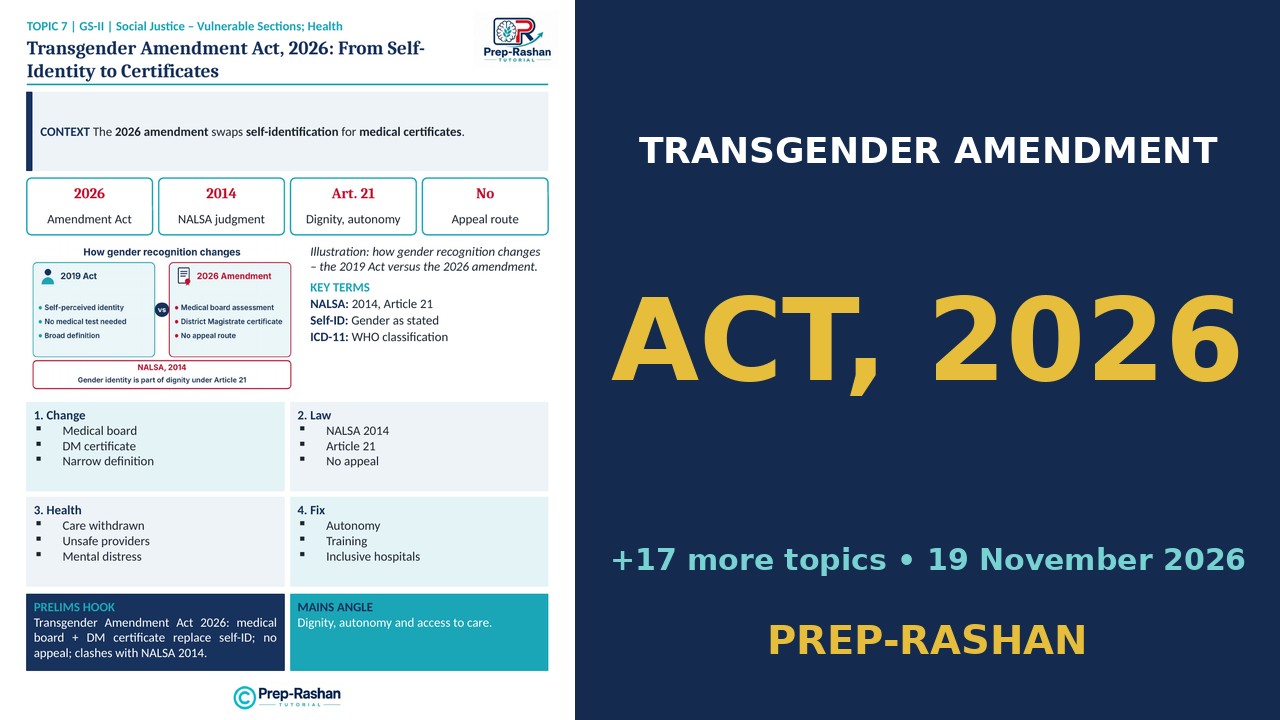 TOPIC 7 | GS-II | Social Justice – Vulnerable Sections; Health
Transgender Amendment Act, 2026: From Self-
Identity to Certificates
Prep-Rashan
TUTORIAL
CONTEXT The 2026 amendment swaps self-identification for medical certificates.
2026
Amendment Act
2014
NALSA judgment
Art. 21
Dignity, autonomy
No
Appeal route
How gender recognition changes
2019 Act
• Self-perceived identity
• No medical test needed
• Broad definition
vs
2026 Amendment
• Medical board assessment
• District Magistrate certificate
• No appeal route
NALSA, 2014
Gender identity is part of dignity under Article 21
Illustration: how gender recognition changes
– the 2019 Act versus the 2026 amendment.
KEY TERMS
NALSA: 2014, Article 21
Self-ID: Gender as stated
ICD-11: WHO classification
1. Change
▪ Medical board
▪ DM certificate
▪ Narrow definition
2. Law
▪ NALSA 2014
▪ Article 21
▪ No appeal
3. Health
▪ Care withdrawn
▪ Unsafe providers
▪ Mental distress
4. Fix
▪ Autonomy
▪ Training
▪ Inclusive hospitals
PRELIMS HOOK
Transgender Amendment Act 2026: medical
board + DM certificate replace self-ID; no
appeal; clashes with NALSA 2014.
MAINS ANGLE
Dignity, autonomy and access to care.
© Prep-Rashan
TUTORIAL
TRANSGENDER AMENDMENT
ACT, 2026
+17 more topics • 19 November 2026
PREP-RASHAN